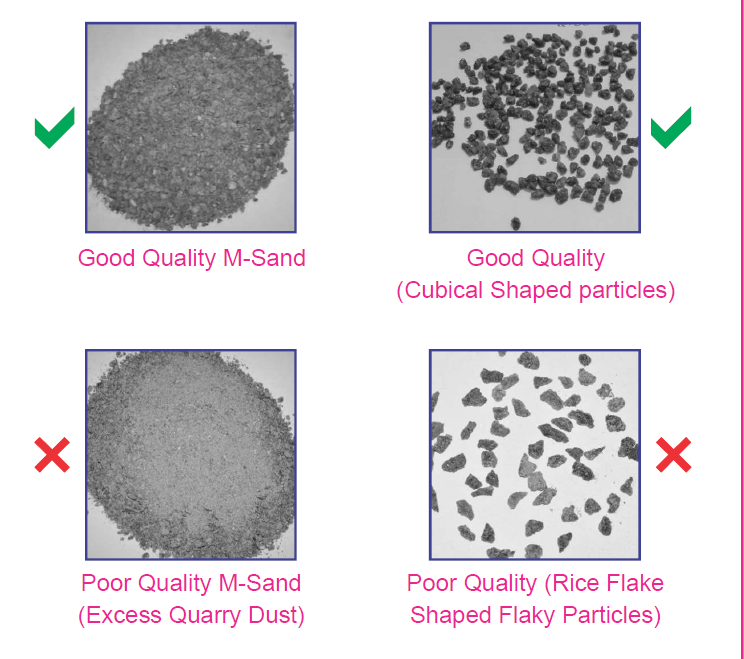 Good Quality M-Sand
Good Quality
(Cubical Shaped particles)
Poor Quality M-Sand
(Excess Quarry Dust)
Poor Quality (Rice Flake
Shaped Flaky Particles)